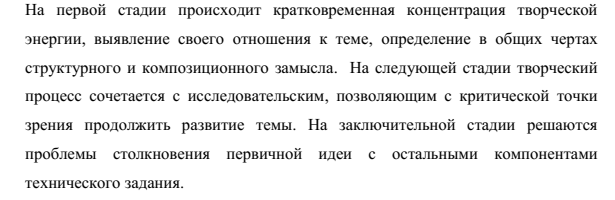 На первой стадии происходит кратковременная концентрация творческой
энергии, выявление своего отношения к теме, определение в общих чертах
структурного и композиционного замысла. На следующей стадии творческий
процесс сочетается с исследовательским, позволяющим с критической точки
зрения продолжить развитие темы. На заключительной стадии решаются
проблемы столкновения первичной идеи с остальными компонентами
технического задания.